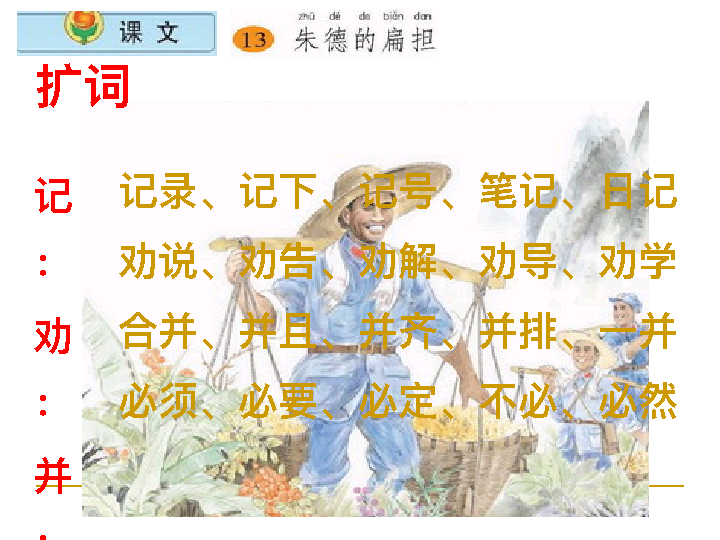 课 文
zhū dé de biǎn dan
13 朱德的扁担
扩词
记
：
劝
：
并
：
记录、记下、记号、笔记、日记
劝说、劝告、劝解、劝导、劝学
合并、并且、并齐、并排、一并
必须、必要、必定、不必、必然